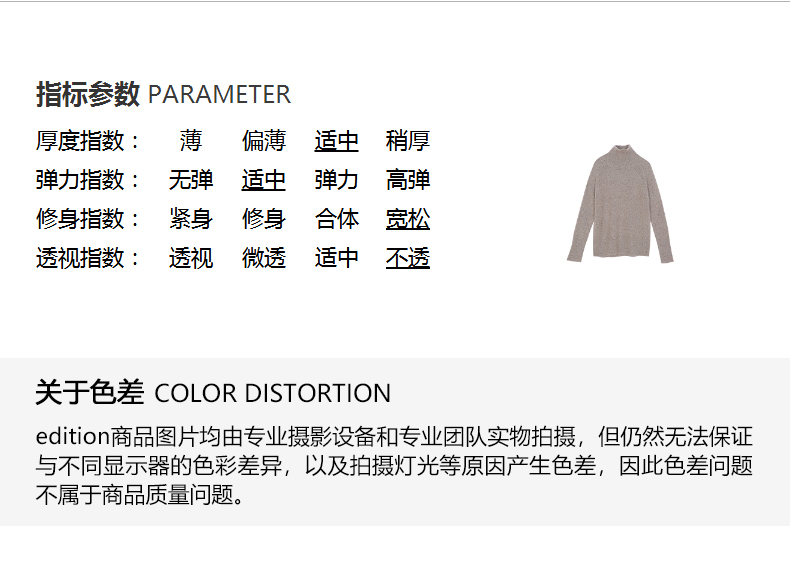 指标参数 PARAMETER
厚度指数： 薄 偏薄 适中 稍厚
弹力指数： 无弹 适中 弹力 高弹
修身指数： 紧身 修身 合体 宽松
透视指数： 透视 微透 适中 不透
关于色差 COLOR DISTORTION
edition商品图片均由专业摄影设备和专业团队实物拍摄，但仍然无法保证
与不同显示器的色彩差异，以及拍摄灯光等原因产生色差，因此色差问题
不属于商品质量问题。